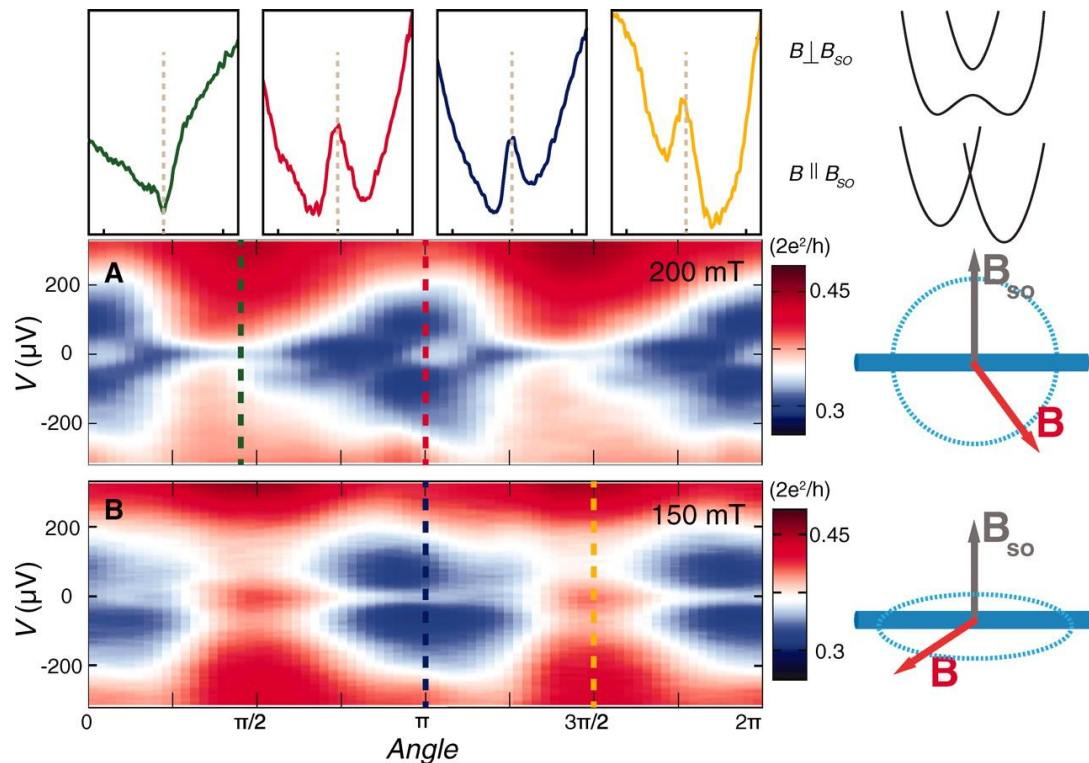 B⊥B_so
B || B_so
A
200 mT
(2e²/h)
0.45
0.3
200
0
-200
V (μV)
B_so
B
B
150 mT
(2e²/h)
0.45
0.3
200
0
-200
V (μV)
B_so
B
0
π/2
π
3π/2
2π
Angle